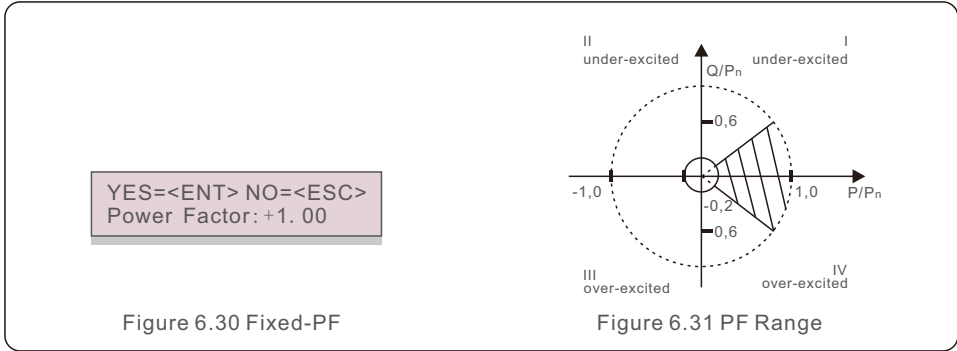 YES=<ENT> NO=<ESC>
Power Factor:+1. 00
Figure 6.30 Fixed-PF
II
under-excited
I
under-excited
Q/Pn
0,6
-1,0
1,0
P/Pn
-0,2
0,6
III
over-excited
IV
over-excited
Figure 6.31 PF Range